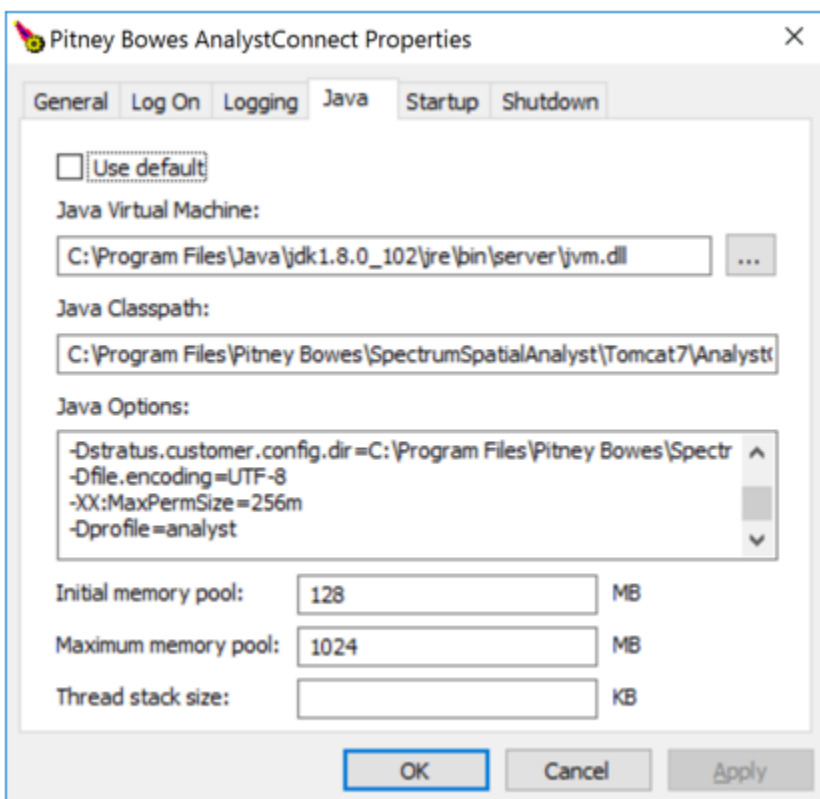 Pitney Bowes AnalystConnect Properties
General Log On Logging Java Startup Shutdown
Use default
Java Virtual Machine:
C:\Program Files\Java\jdk1.8.0_102\jre\bin\server\jvm.dll ...
Java Classpath:
C:\Program Files\Pitney Bowes\SpectrumSpatialAnalyst\Tomcat7\Analyst
Java Options:
-Dstratus.customer.config.dir=C:\Program Files\Pitney Bowes\Spectr
-Dfile.encoding=UTF-8
-XX:MaxPermSize=256m
-Dprofile=analyst
Initial memory pool: 128 MB
Maximum memory pool: 1024 MB
Thread stack size: KB
OK Cancel Apply